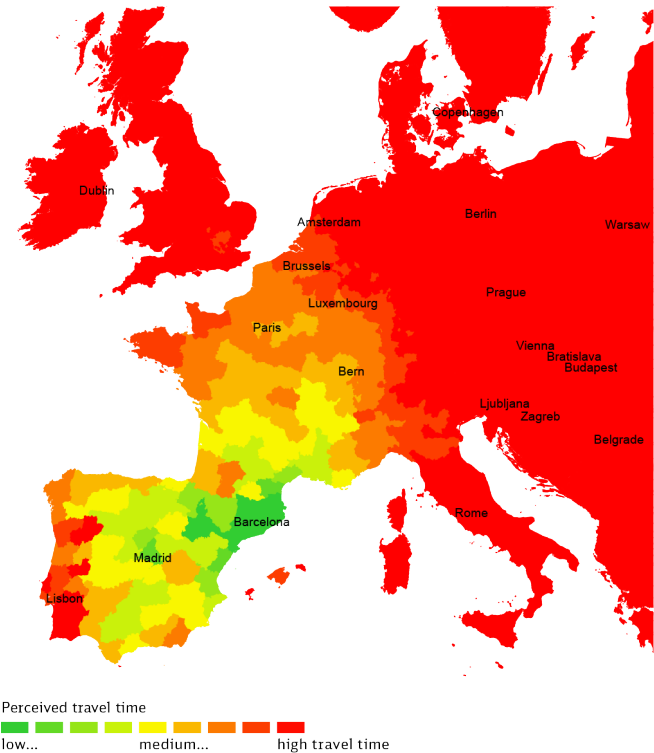 Copenhagen
Dublin
Berlin
Amsterdam
Warsaw
Brussels
Prague
Luxembourg
Paris
Vienna
Bratislava
Budapest
Bern
Ljubljana
Zagreb
Belgrade
Rome
Barcelona
Madrid
Lisbon
Perceived travel time
low... medium... high travel time